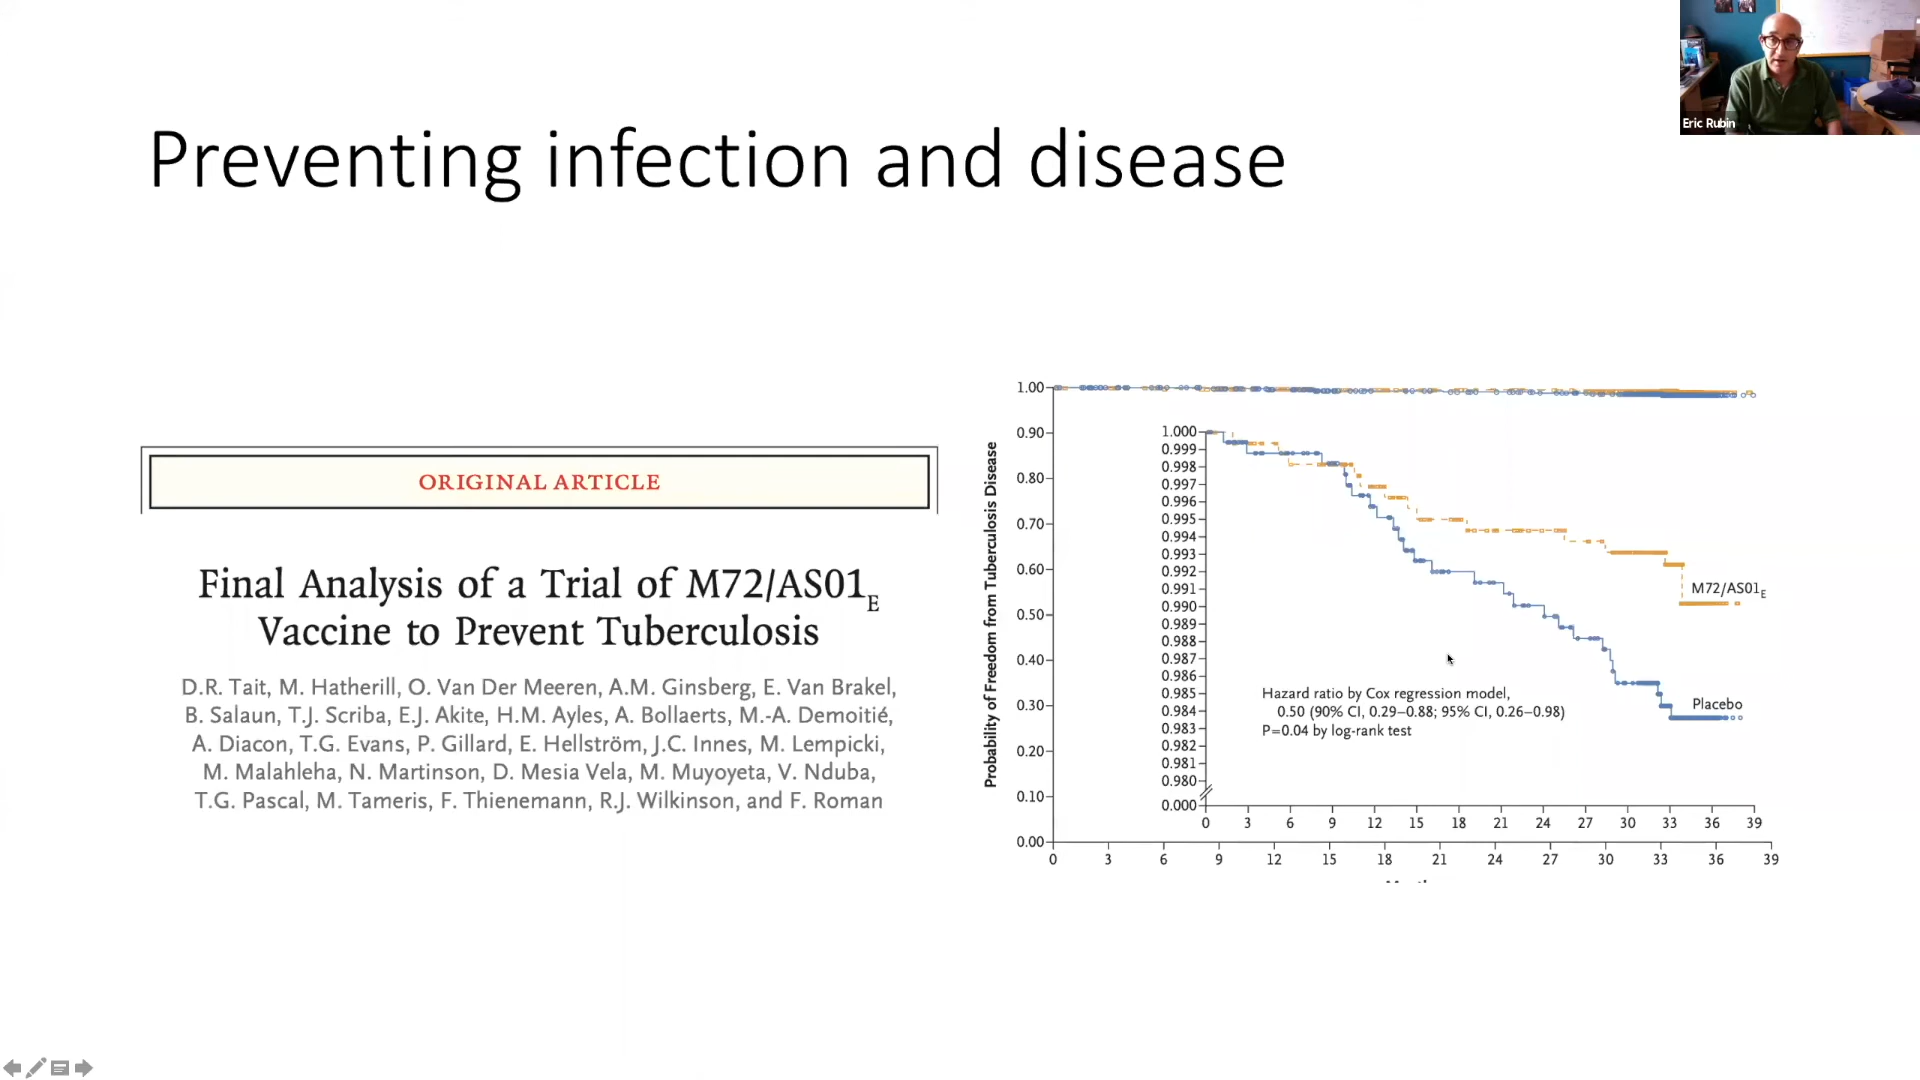 Eric Rubin
Preventing infection and disease
ORIGINAL ARTICLE
Final Analysis of a Trial of M72/AS01E
Vaccine to Prevent Tuberculosis
D.R. Tait, M. Hatherill, O. Van Der Meeren, A.M. Ginsberg, E. Van Brakel,
B. Salaun, T.J. Scriba, E.J. Akite, H.M. Ayles, A. Bollaerts, M.-A. Demoitié,
A. Diacon, T.G. Evans, P. Gillard, E. Hellström, J.C. Innes, M. Lempicki,
M. Malahleha, N. Martinson, D. Mesia Vela, M. Muyoyeta, V. Nduba,
T.G. Pascal, M. Tameris, F. Thienemann, R.J. Wilkinson, and F. Roman
Probability of Freedom from Tuberculosis Disease
1.00
0.90
0.80
0.70
0.60
0.50
0.40
0.30
0.20
0.10
0.00
1.000
0.999
0.998
0.997
0.996
0.995
0.994
0.993
0.992
0.991
0.990
0.989
0.988
0.987
0.986
0.985
0.984
0.983
0.982
0.981
0.980
0.000
M72/AS01E
Placebo
Hazard ratio by Cox regression model,
0.50 (90% CI, 0.29–0.88; 95% CI, 0.26–0.98)
P=0.04 by log-rank test
0 3 6 9 12 15 18 21 24 27 30 33 36 39
0 3 6 9 12 15 18 21 24 27 30 33 36 39